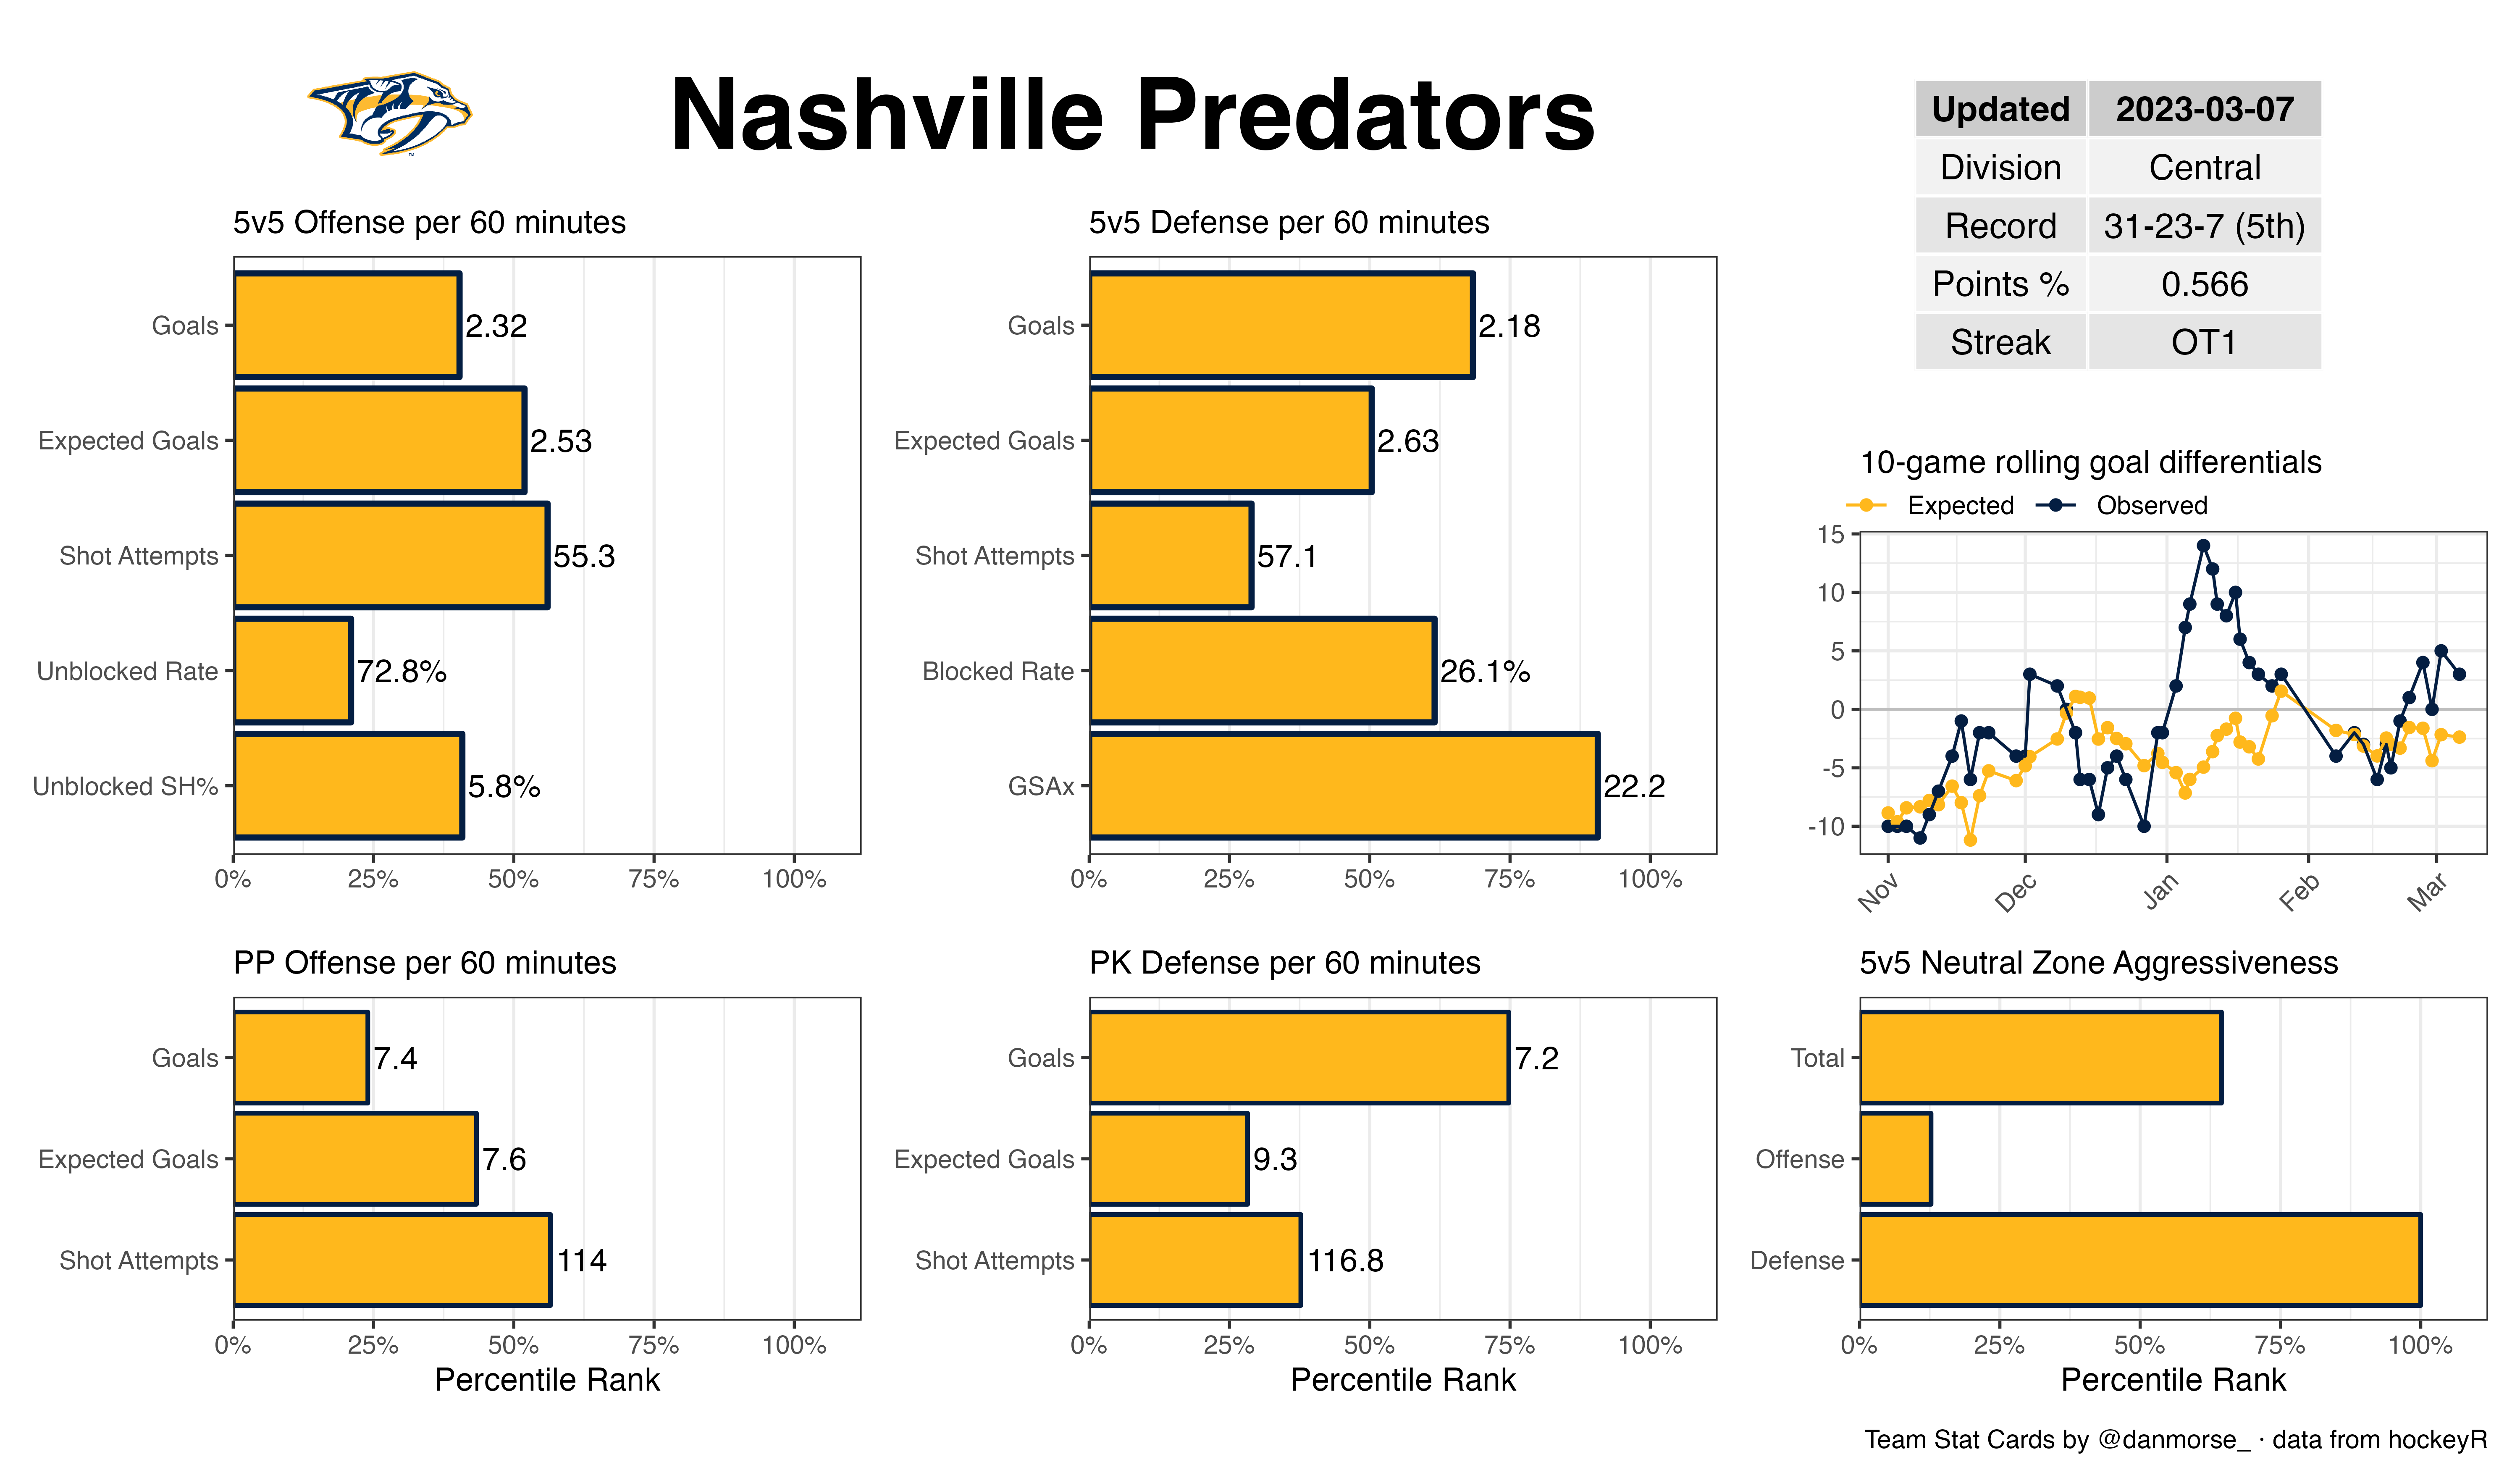 Nashville Predators
Updated 2023-03-07
Division Central
Record 31-23-7 (5th)
Points % 0.566
Streak OT1
5v5 Offense per 60 minutes
Goals 2.32
Expected Goals 2.53
Shot Attempts 55.3
Unblocked Rate 72.8%
Unblocked SH% 5.8%
0% 25% 50% 75% 100%
5v5 Defense per 60 minutes
Goals 2.18
Expected Goals 2.63
Shot Attempts 57.1
Blocked Rate 26.1%
GSAx 22.2
0% 25% 50% 75% 100%
10-game rolling goal differentials
Expected Observed
15
10
5
0
-5
-10
Nov Dec Jan Feb Mar
PP Offense per 60 minutes
Goals 7.4
Expected Goals 7.6
Shot Attempts 114
0% 25% 50% 75% 100%
Percentile Rank
PK Defense per 60 minutes
Goals 7.2
Expected Goals 9.3
Shot Attempts 116.8
0% 25% 50% 75% 100%
Percentile Rank
5v5 Neutral Zone Aggressiveness
Total
Offense
Defense
0% 25% 50% 75% 100%
Percentile Rank
Team Stat Cards by @danmorse_ · data from hockeyR